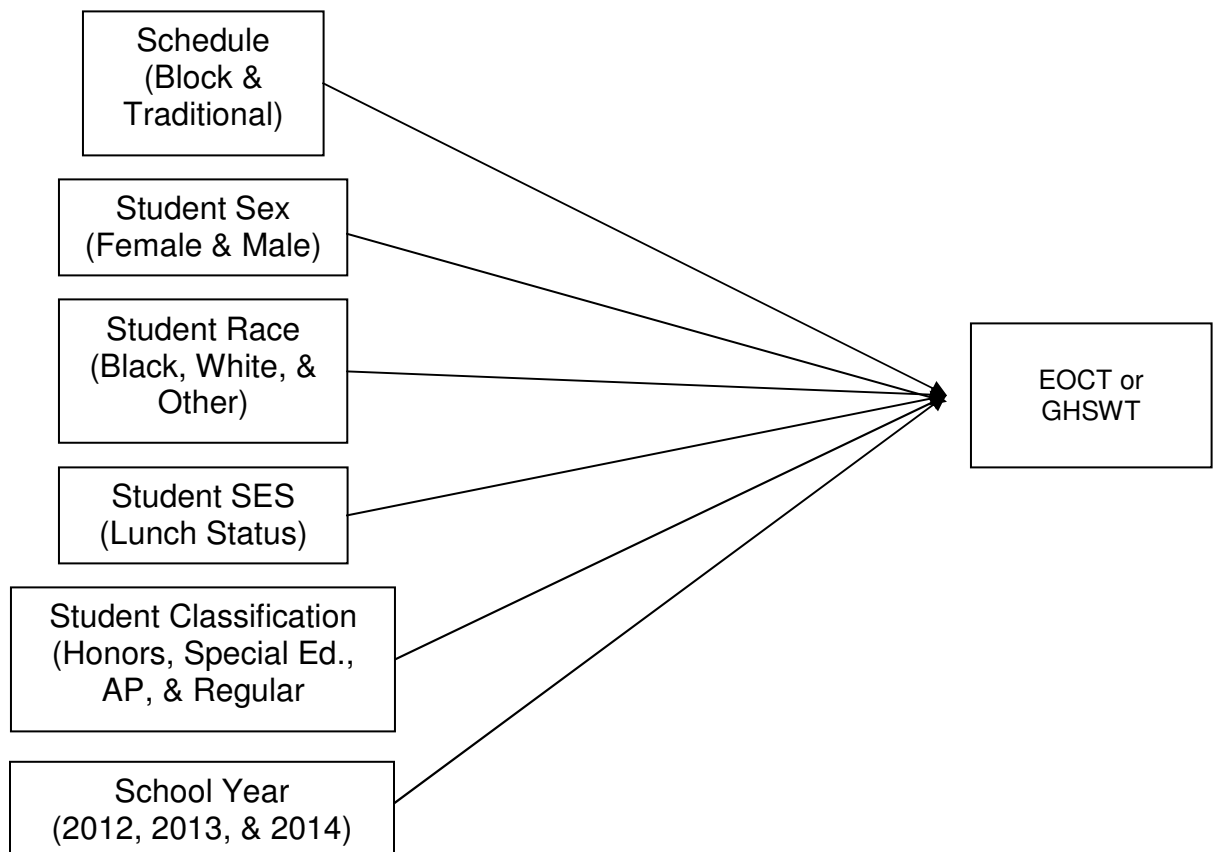 Schedule
(Block &
Traditional)
Student Sex
(Female & Male)
Student Race
(Black, White, &
Other)
Student SES
(Lunch Status)
Student Classification
(Honors, Special Ed.,
AP, & Regular
School Year
(2012, 2013, & 2014)
EOCT or
GHSWT